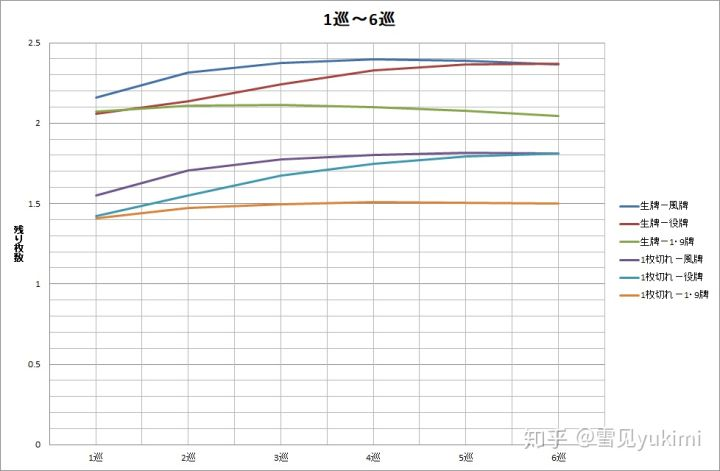 1巡～6巡
2.5
2
1.5
1
0.5
0
残り枚数
1巡
2巡
3巡
4巡
5巡
6巡
生牌－風牌
生牌－役牌
生牌－1・9牌
1枚切れ－風牌
1枚切れ－役牌
1枚切れ－1・9牌
知乎 @雪见yukimi